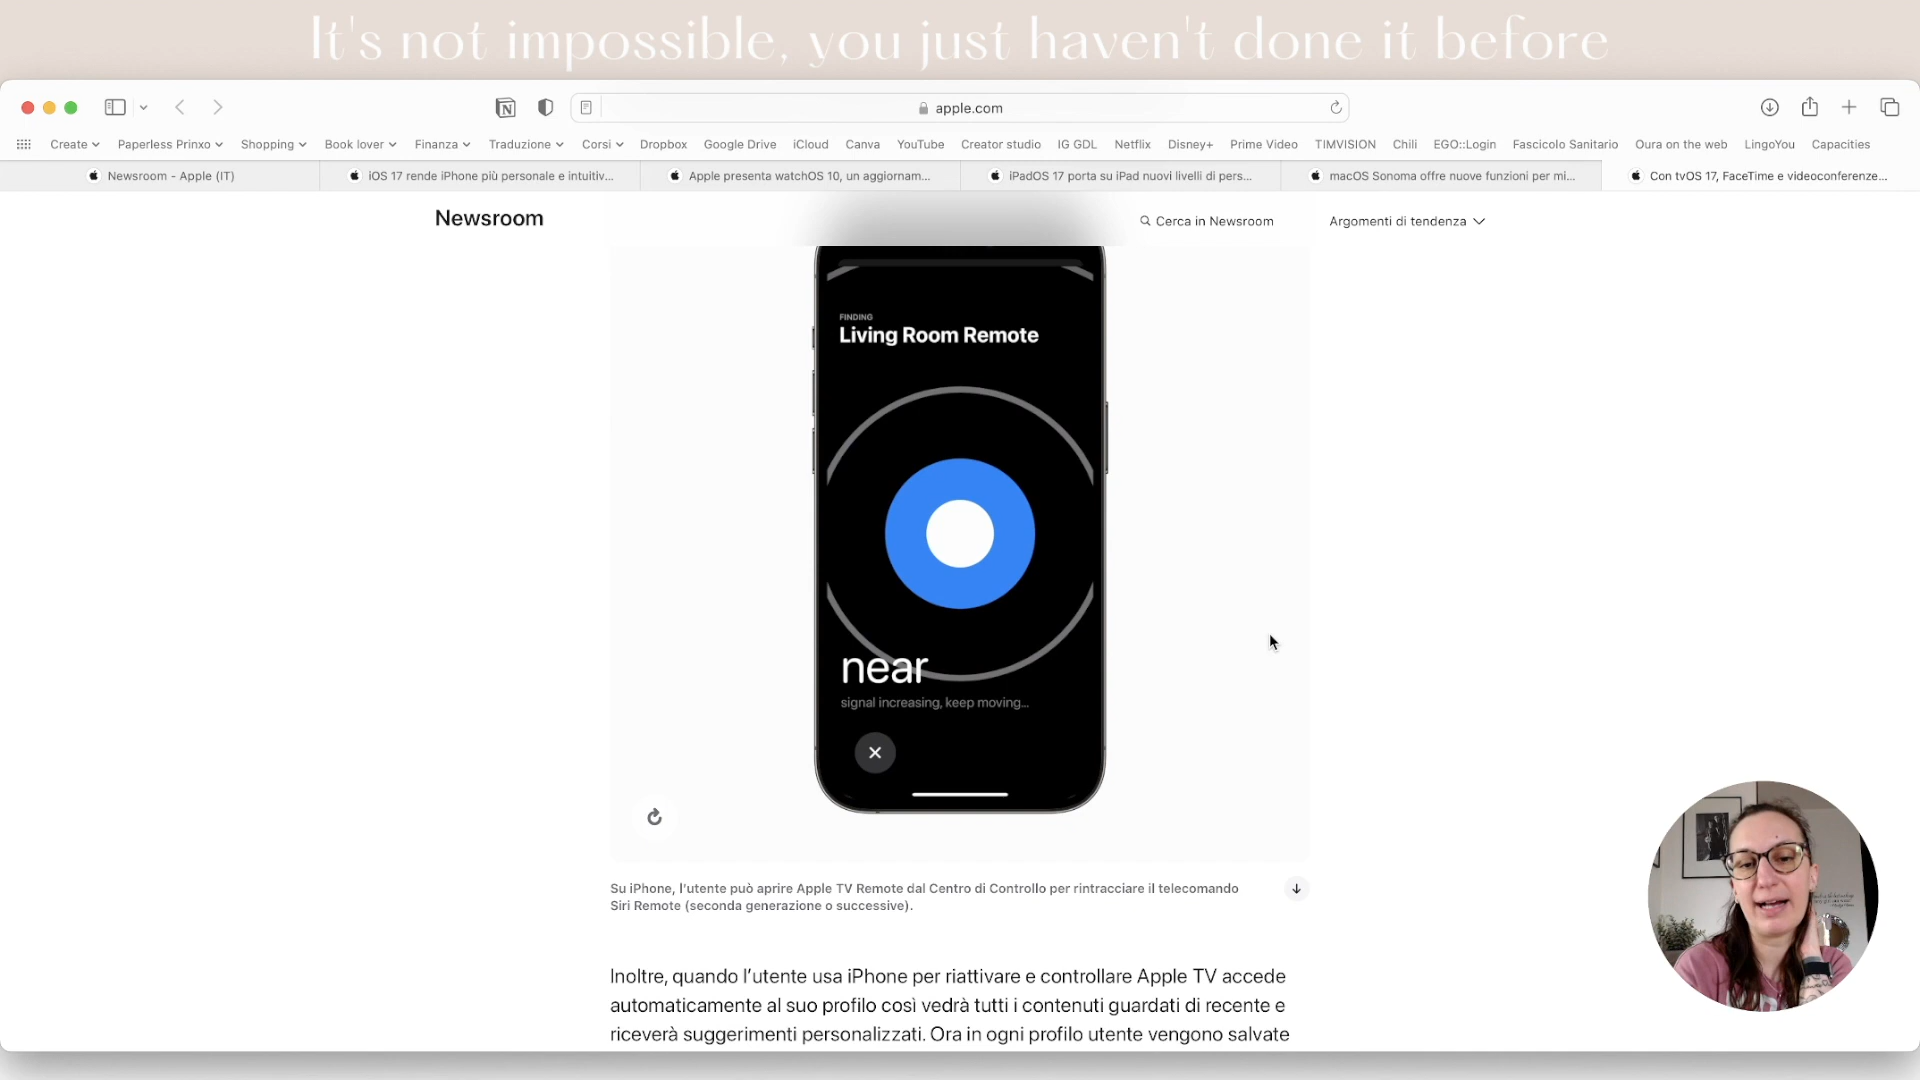 It's not impossible, you just haven't done it before
apple.com
Create
Paperless Prinxo
Shopping
Book lover
Finanza
Traduzione
Corsi
Dropbox
Google Drive
iCloud
Canva
YouTube
Creator studio
IG GDL
Netflix
Disney+
Prime Video
TIMVISION
Chili
EGO::Login
Fascicolo Sanitario
Oura on the web
LingoYou
Capacities
Newsroom - Apple (IT)
iOS 17 rende iPhone più personale e intuitiv...
Apple presenta watchOS 10, un aggiornam...
iPadOS 17 porta su iPad nuovi livelli di pers...
macOS Sonoma offre nuove funzioni per mi...
Con tvOS 17, FaceTime e videoconferenze...
Newsroom
Cerca in Newsroom
Argomenti di tendenza
FINDING
Living Room Remote
near
signal increasing, keep moving...
Su iPhone, l'utente può aprire Apple TV Remote dal Centro di Controllo per rintracciare il telecomando
Siri Remote (seconda generazione o successive).
Inoltre, quando l'utente usa iPhone per riattivare e controllare Apple TV accede
automaticamente al suo profilo così vedrà tutti i contenuti guardati di recente e
riceverà suggerimenti personalizzati. Ora in ogni profilo utente vengono salvate